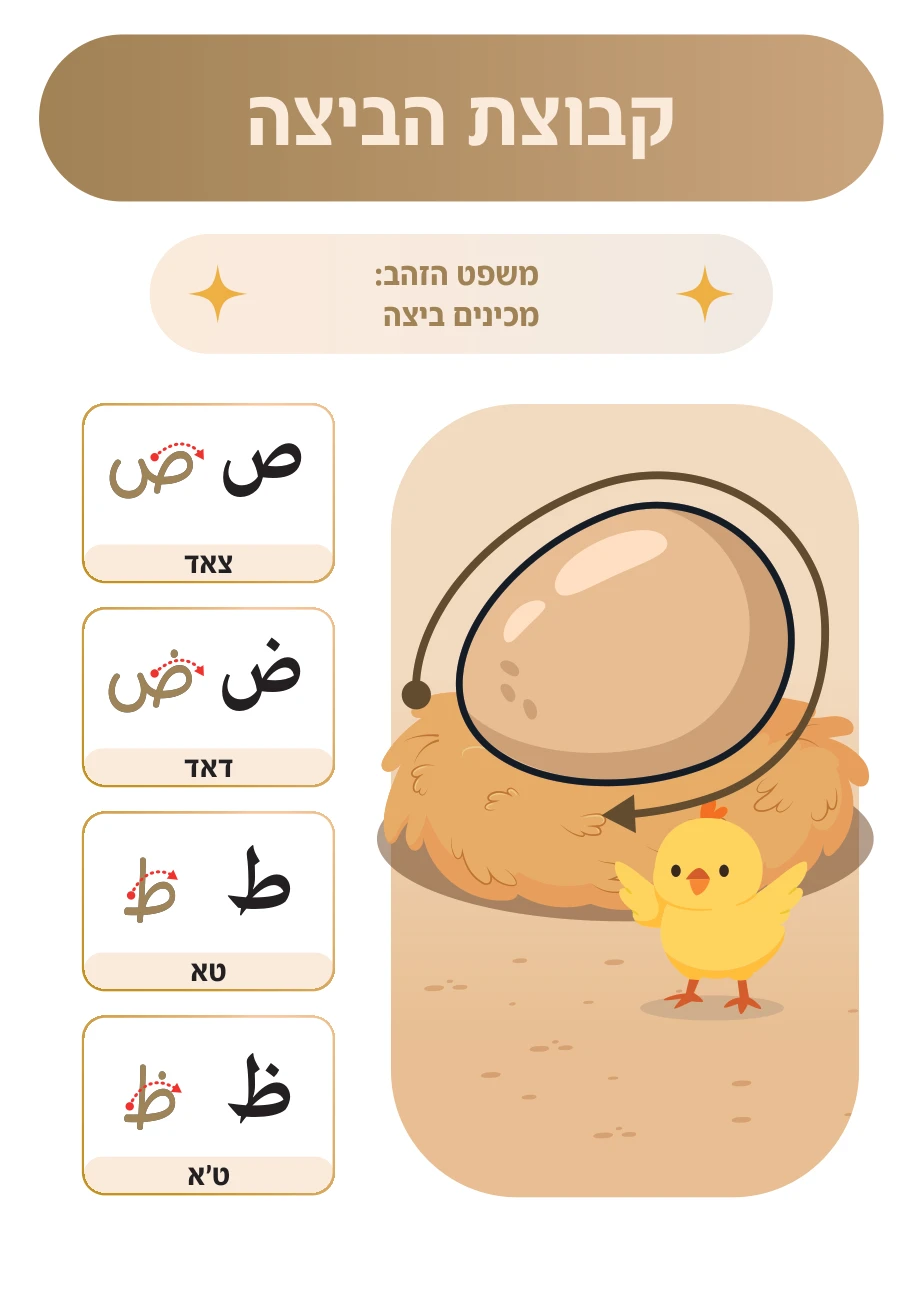 קבוצת הביצה
משפט הזהב:
מכינים ביצה
ص ص
צאד
ض ض
דאד
ط ط
טא
ظ ظ
ט'א